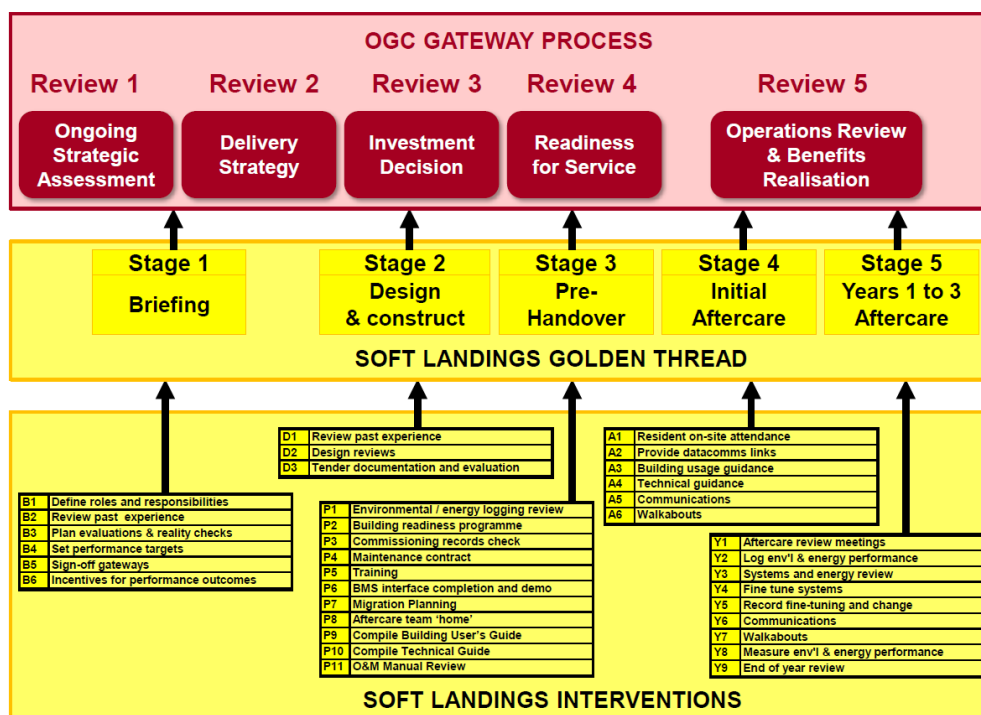 OGC GATEWAY PROCESS
Review 1
Review 2
Review 3
Review 4
Review 5
Ongoing
Strategic
Assessment
Delivery
Strategy
Investment
Decision
Readiness
for Service
Operations Review
& Benefits
Realisation
Stage 1
Briefing
Stage 2
Design
& construct
Stage 3
Pre-
Handover
Stage 4
Initial
Aftercare
Stage 5
Years 1 to 3
Aftercare
SOFT LANDINGS GOLDEN THREAD
B1 Define roles and responsibilities
B2 Review past experience
B3 Plan evaluations & reality checks
B4 Set performance targets
B5 Sign-off gateways
B6 Incentives for performance outcomes
D1 Review past experience
D2 Design reviews
D3 Tender documentation and evaluation
P1 Environmental / energy logging review
P2 Building readiness programme
P3 Commissioning records check
P4 Maintenance contract
P5 Training
P6 BMS interface completion and demo
P7 Migration Planning
P8 Aftercare team ‘home’
P9 Compile Building User's Guide
P10 Compile Technical Guide
P11 O&M Manual Review
A1 Resident on-site attendance
A2 Provide datacomms links
A3 Building usage guidance
A4 Technical guidance
A5 Communications
A6 Walkabouts
Y1 Aftercare review meetings
Y2 Log env'l & energy performance
Y3 Systems and energy review
Y4 Fine tune systems
Y5 Record fine-tuning and change
Y6 Communications
Y7 Walkabouts
Y8 Measure env'l & energy performance
Y9 End of year review
SOFT LANDINGS INTERVENTIONS